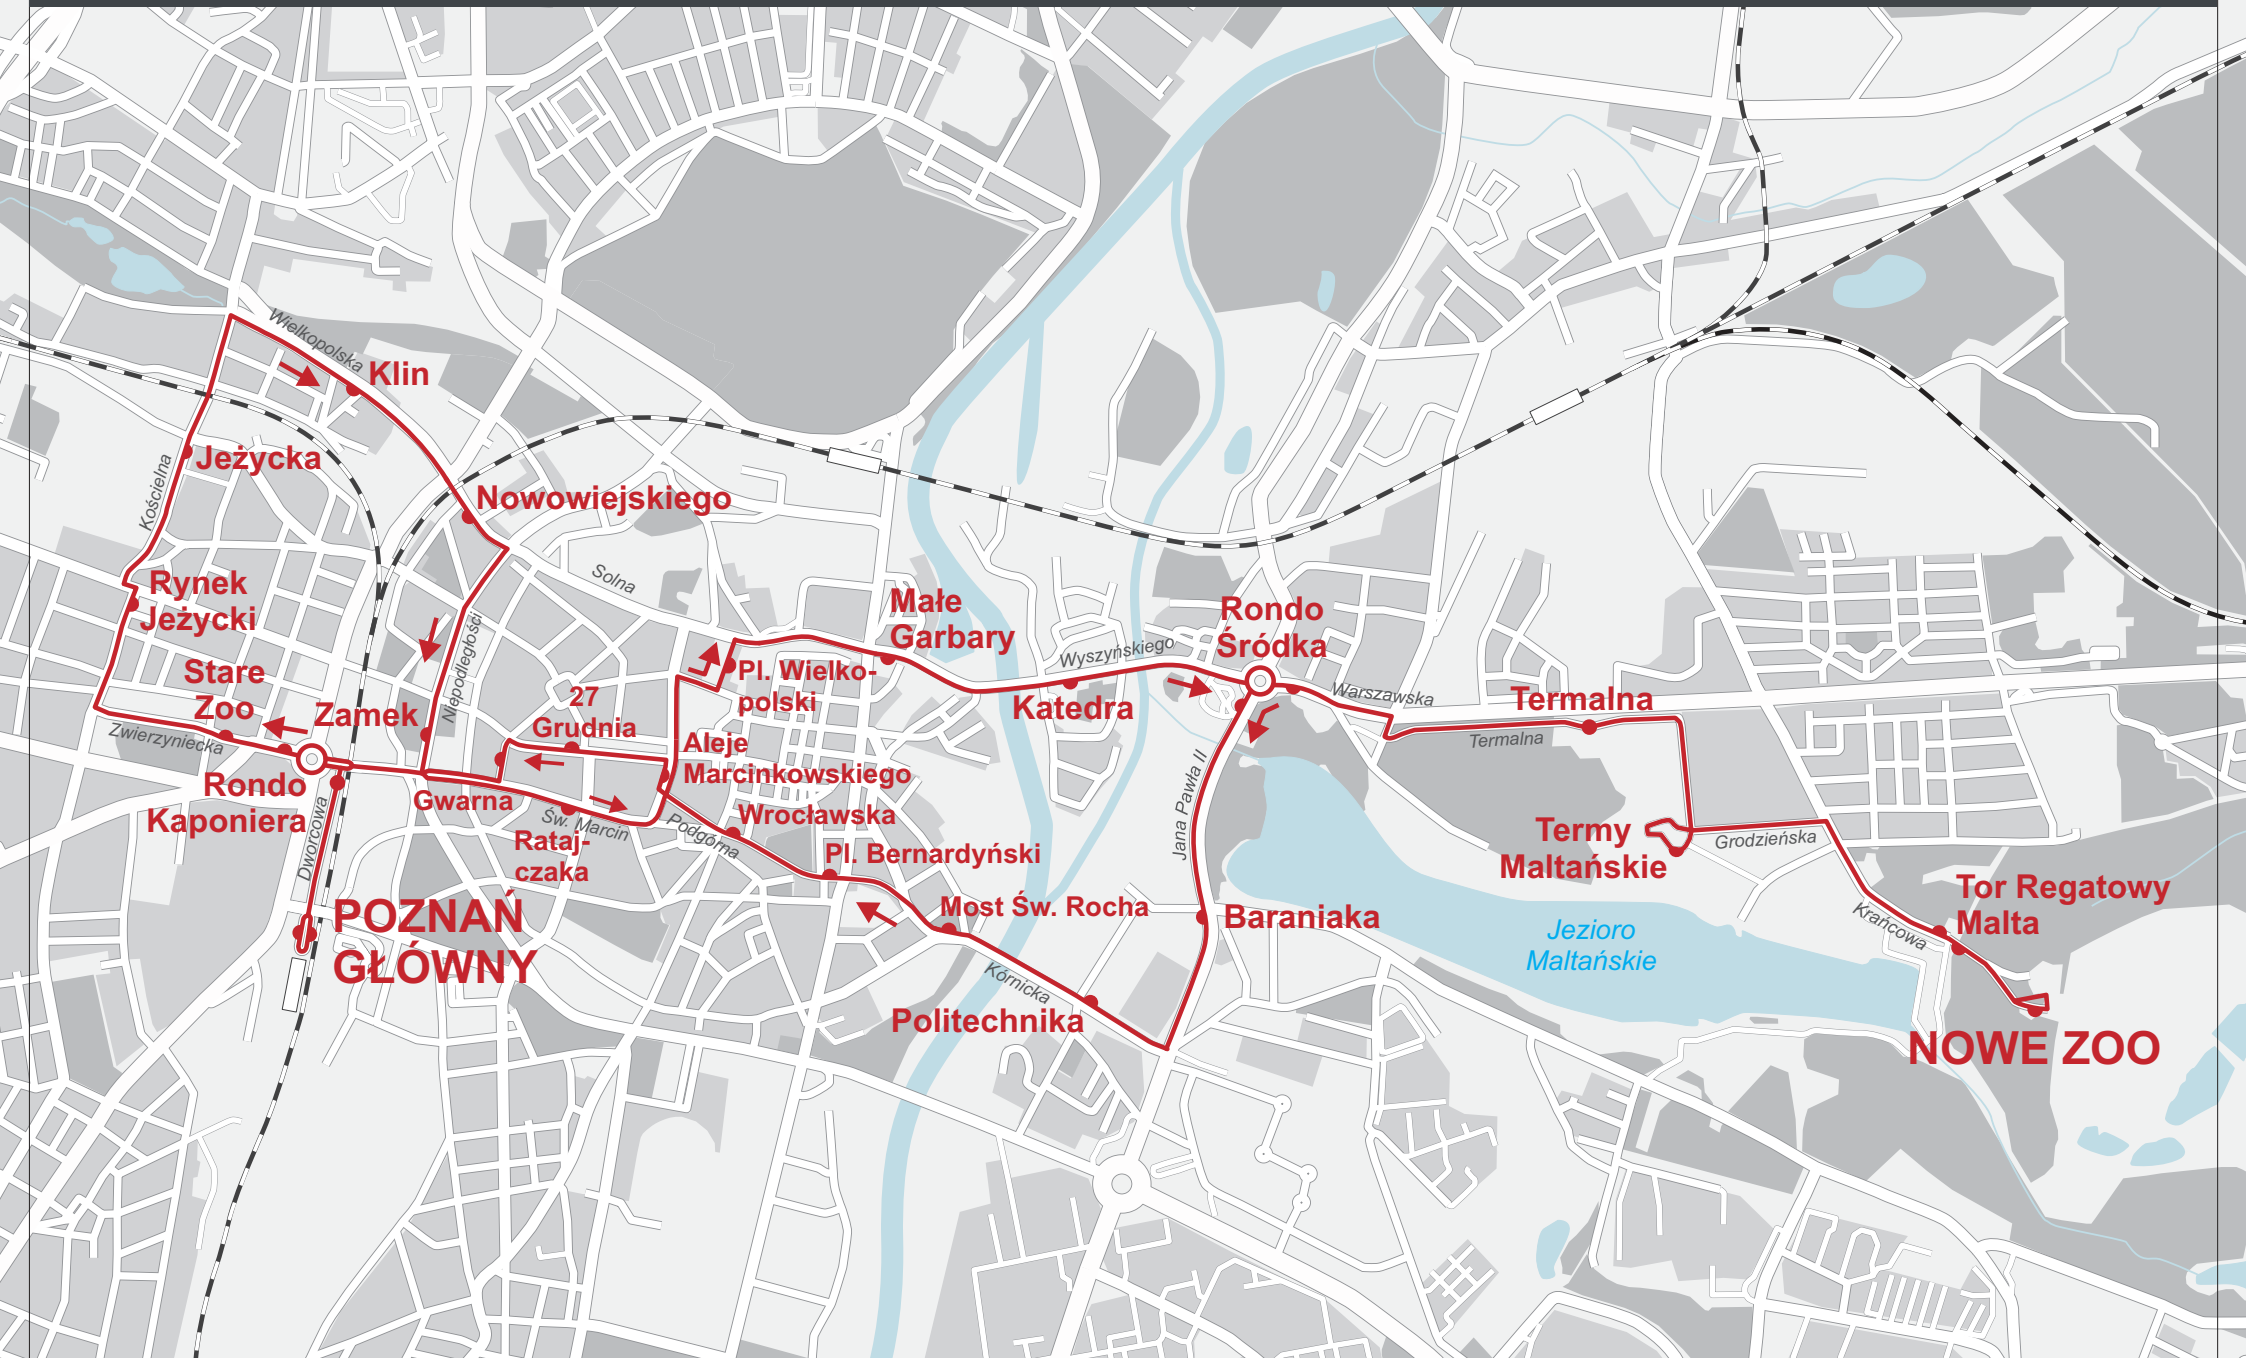 Wielkopolska
Klin
Jeżycka
Kościelna
Nowowiejskiego
Solna
Rynek
Jeżycki
Małe
Garbary
Rondo
Śródka
Wyszyńskiego
Niepodległości
Stare
Zoo
Zamek
27
Grudnia
Pl. Wielko-
polski
Katedra
Warszawska
Termalna
Termalna
Zwierzyniecka
Aleje
Marcinkowskiego
Rondo
Kaponiera
Gwarna
Dworcowa
Św. Marcin
Rataj-
czaka
Podgórna
Wrocławska
Pl. Bernardyński
Jana Pawła II
Termy
Maltańskie
Grodzieńska
Tor Regatowy
Malta
Krańcowa
POZNAŃ
GŁÓWNY
Most Św. Rocha
Baraniaka
Jezioro
Maltańskie
Kórnicka
Politechnika
NOWE ZOO